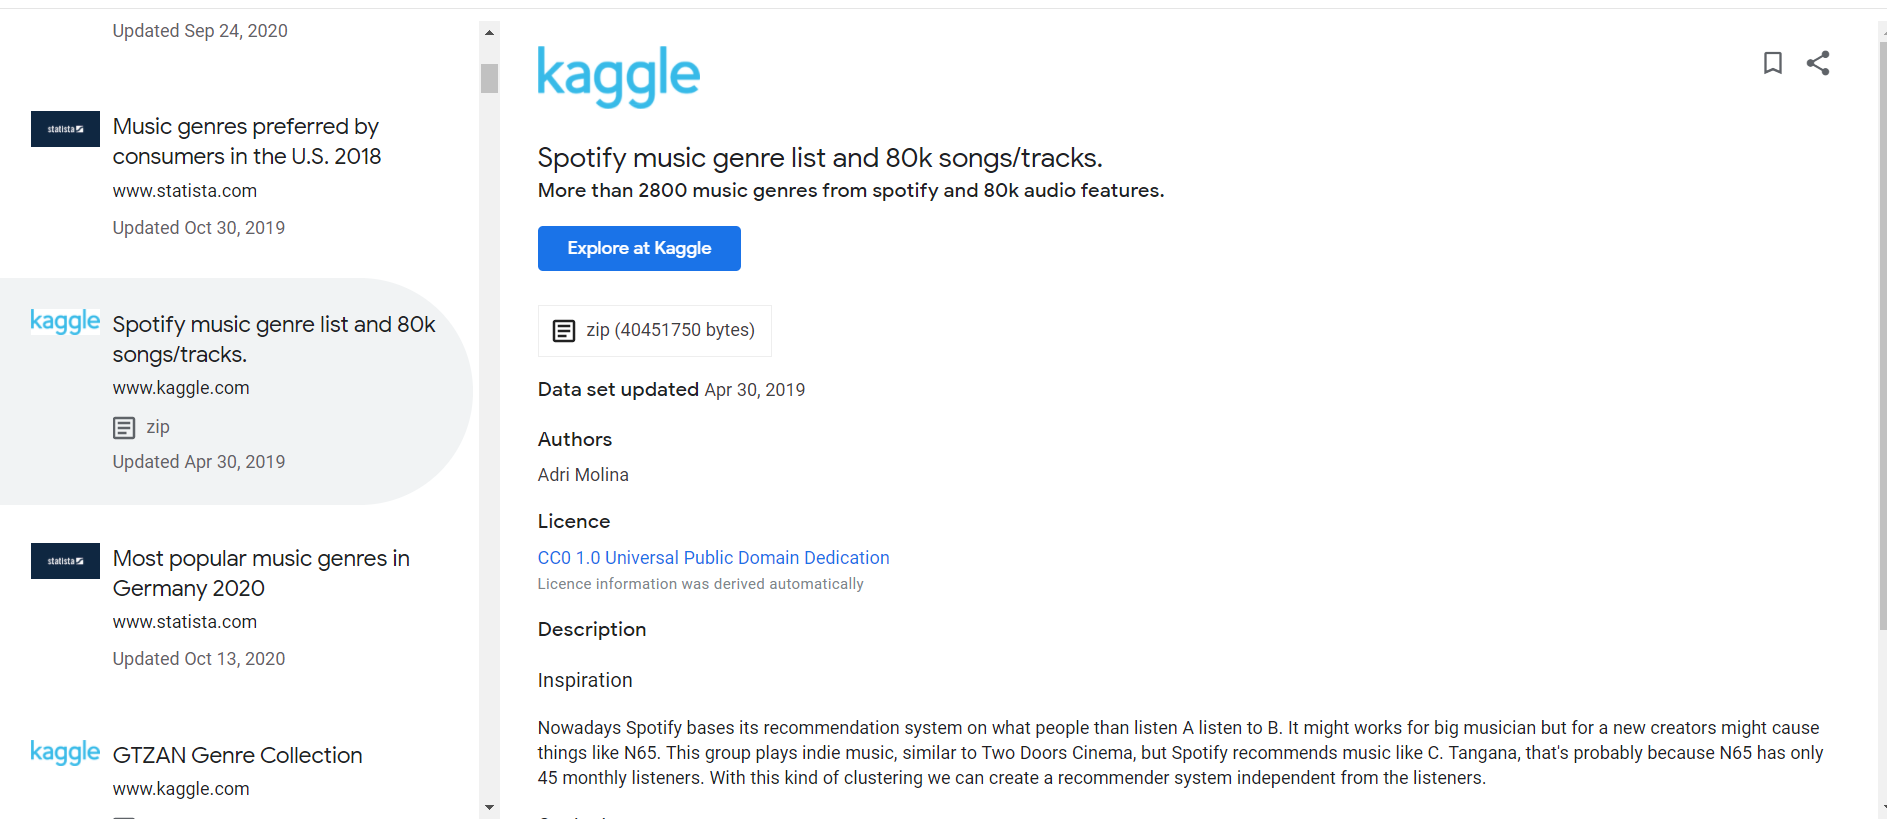 Updated Sep 24, 2020
statista
Music genres preferred by
consumers in the U.S. 2018
www.statista.com
Updated Oct 30, 2019
kaggle
Spotify music genre list and 80k
songs/tracks.
www.kaggle.com
zip
Updated Apr 30, 2019
statista
Most popular music genres in
Germany 2020
www.statista.com
Updated Oct 13, 2020
kaggle
GTZAN Genre Collection
www.kaggle.com
kaggle
Spotify music genre list and 80k songs/tracks.
More than 2800 music genres from spotify and 80k audio features.
Explore at Kaggle
zip (40451750 bytes)
Data set updated Apr 30, 2019
Authors
Adri Molina
Licence
CC0 1.0 Universal Public Domain Dedication
Licence information was derived automatically
Description
Inspiration
Nowadays Spotify bases its recommendation system on what people than listen A listen to B. It might works for big musician but for a new creators might cause
things like N65. This group plays indie music, similar to Two Doors Cinema, but Spotify recommends music like C. Tangana, that's probably because N65 has only
45 monthly listeners. With this kind of clustering we can create a recommender system independent from the listeners.